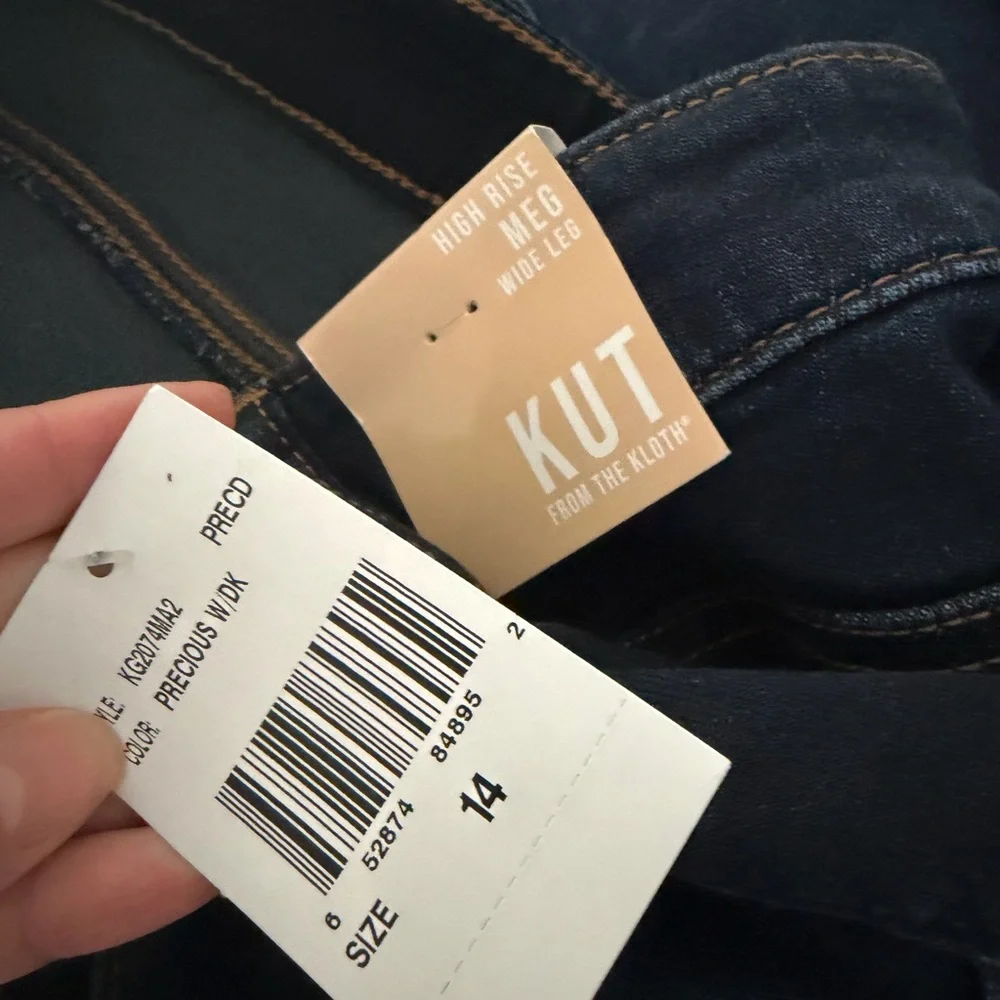 HIGH RISE
MEG
WIDE LEG
KUT
FROM THE KLOTH®
PRECD
YLE: KG2074MA2
COLOR: PRECIOUS W/DK
6 52874 84895 2
SIZE 14